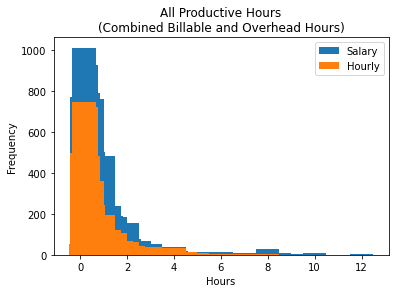 All Productive Hours
(Combined Billable and Overhead Hours)
Salary
Hourly
Frequency
1000
800
600
400
200
0
0 2 4 6 8 10 12
Hours